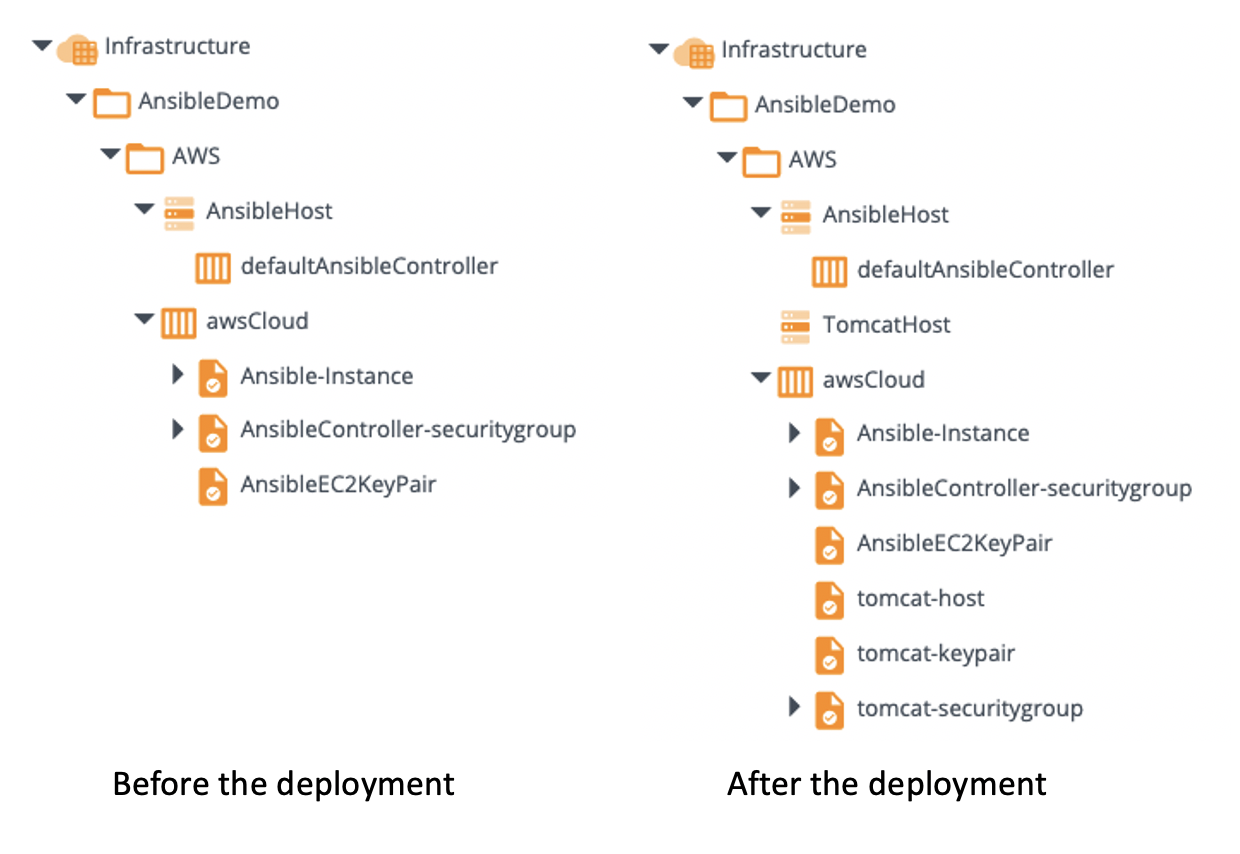 Infrastructure
AnsibleDemo
AWS
AnsibleHost
defaultAnsibleController
awsCloud
Ansible-Instance
AnsibleController-securitygroup
AnsibleEC2KeyPair
Before the deployment
Infrastructure
AnsibleDemo
AWS
AnsibleHost
defaultAnsibleController
TomcatHost
awsCloud
Ansible-Instance
AnsibleController-securitygroup
AnsibleEC2KeyPair
tomcat-host
tomcat-keypair
tomcat-securitygroup
After the deployment